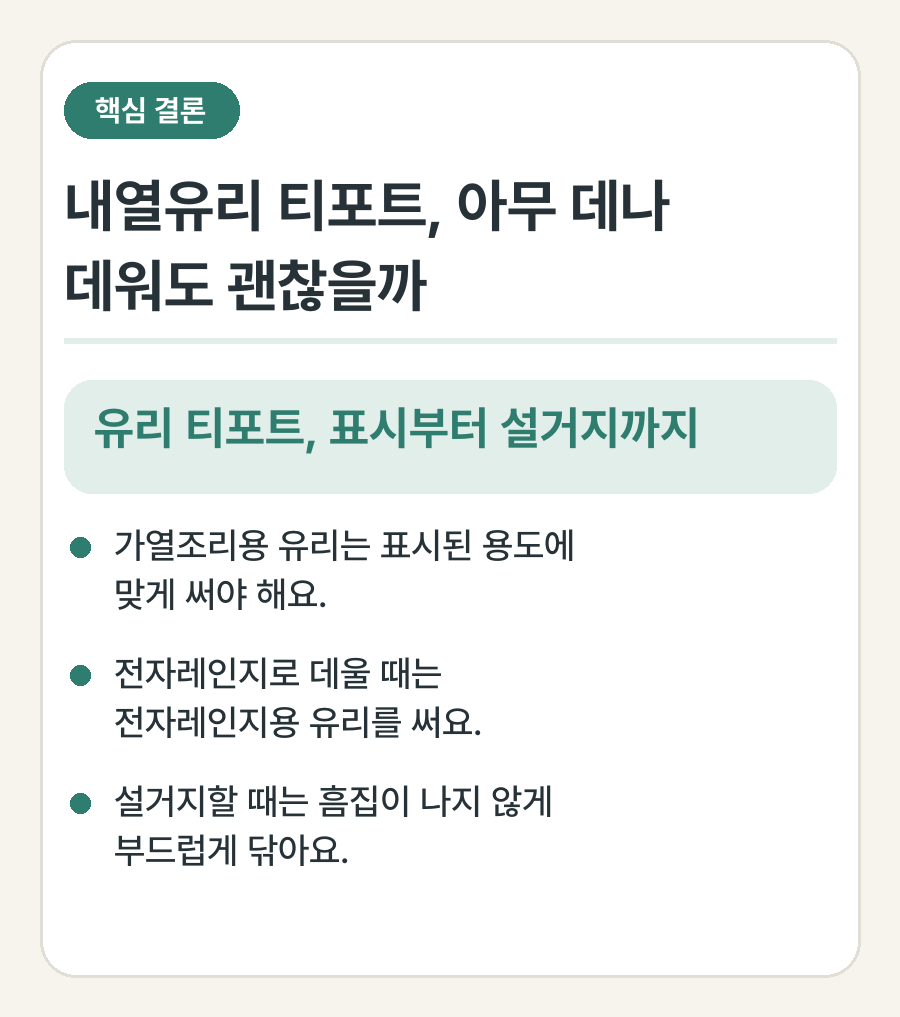 핵심 결론
내열유리 티포트, 아무 데나
데워도 괜찮을까
유리 티포트, 표시부터 설거지까지
가열조리용 유리는 표시된 용도에
맞게 써야 해요.
전자레인지로 데울 때는
전자레인지용 유리를 써요.
설거지할 때는 흠집이 나지 않게
부드럽게 닦아요.